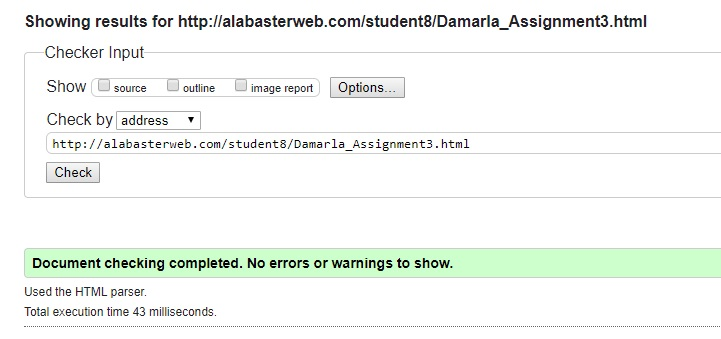 Showing results for http://alabasterweb.com/student8/Damarla_Assignment3.html
Checker Input
Show source outline image report Options...
Check by address
http://alabasterweb.com/student8/Damarla_Assignment3.html
Check
Document checking completed. No errors or warnings to show.
Used the HTML parser.
Total execution time 43 milliseconds.